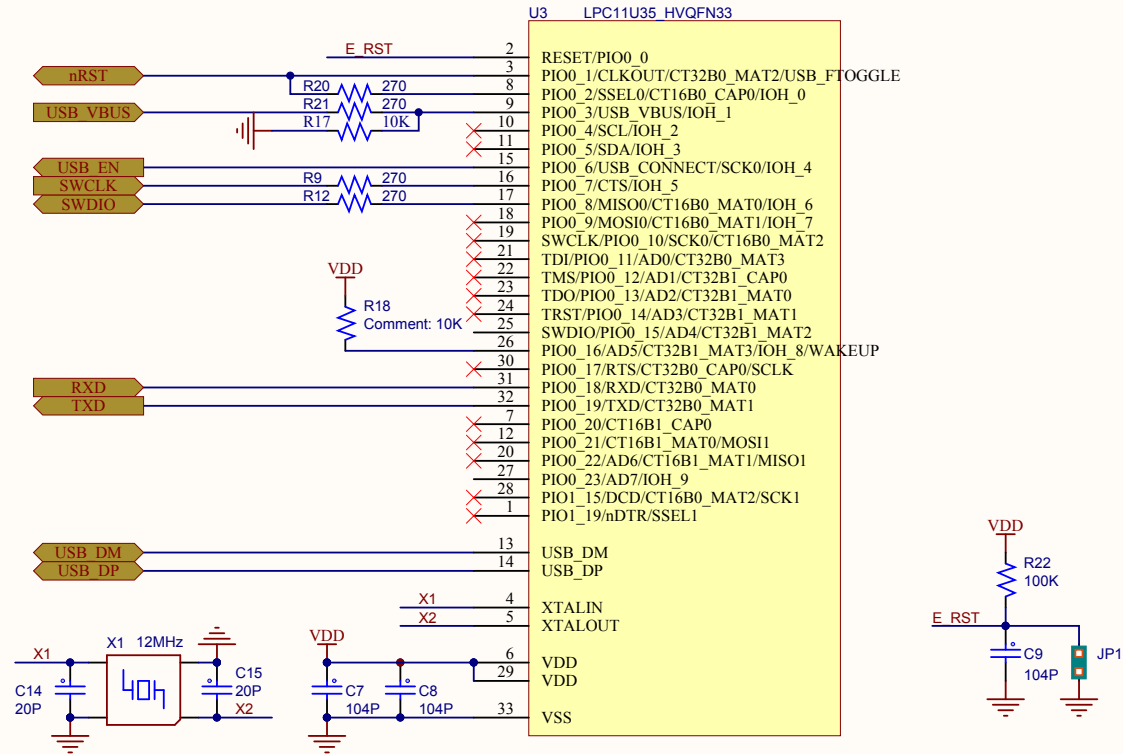 U3 LPC11U35_HVQFN33
E_RST 2 RESET/PIO0_0
nRST 3 PIO0_1/CLKOUT/CT32B0_MAT2/USB_FTOGGLE
R20 270 8 PIO0_2/SSEL0/CT16B0_CAP0/IOH_0
USB_VBUS R21 270 9 PIO0_3/USB_VBUS/IOH_1
R17 10K 10 PIO0_4/SCL/IOH_2
11 PIO0_5/SDA/IOH_3
USB_EN 15 PIO0_6/USB_CONNECT/SCK0/IOH_4
SWCLK R9 270 16 PIO0_7/CTS/IOH_5
SWDIO R12 270 17 PIO0_8/MISO0/CT16B0_MAT0/IOH_6
18 PIO0_9/MOSI0/CT16B0_MAT1/IOH_7
19 SWCLK/PIO0_10/SCK0/CT16B0_MAT2
21 TDI/PIO0_11/AD0/CT32B0_MAT3
VDD 22 TMS/PIO0_12/AD1/CT32B1_CAP0
23 TDO/PIO0_13/AD2/CT32B1_MAT0
R18 24 TRST/PIO0_14/AD3/CT32B1_MAT1
Comment: 10K 25 SWDIO/PIO0_15/AD4/CT32B1_MAT2
26 PIO0_16/AD5/CT32B1_MAT3/IOH_8/WAKEUP
30 PIO0_17/RTS/CT32B0_CAP0/SCLK
RXD 31 PIO0_18/RXD/CT32B0_MAT0
TXD 32 PIO0_19/TXD/CT32B0_MAT1
7 PIO0_20/CT16B1_CAP0
12 PIO0_21/CT16B1_MAT0/MOSI1
20 PIO0_22/AD6/CT16B1_MAT1/MISO1
27 PIO0_23/AD7/IOH_9
28 PIO1_15/DCD/CT16B0_MAT2/SCK1
1 PIO1_19/nDTR/SSEL1
USB_DM 13 USB_DM
USB_DP 14 USB_DP
X1 4 XTALIN
X2 5 XTALOUT
VDD
6 VDD
29 VDD
33 VSS
X1
X1 12MHz
C14
20P
C15
20P
X2
C7
104P
C8
104P
VDD
R22
100K
E_RST
C9
104P
JP1